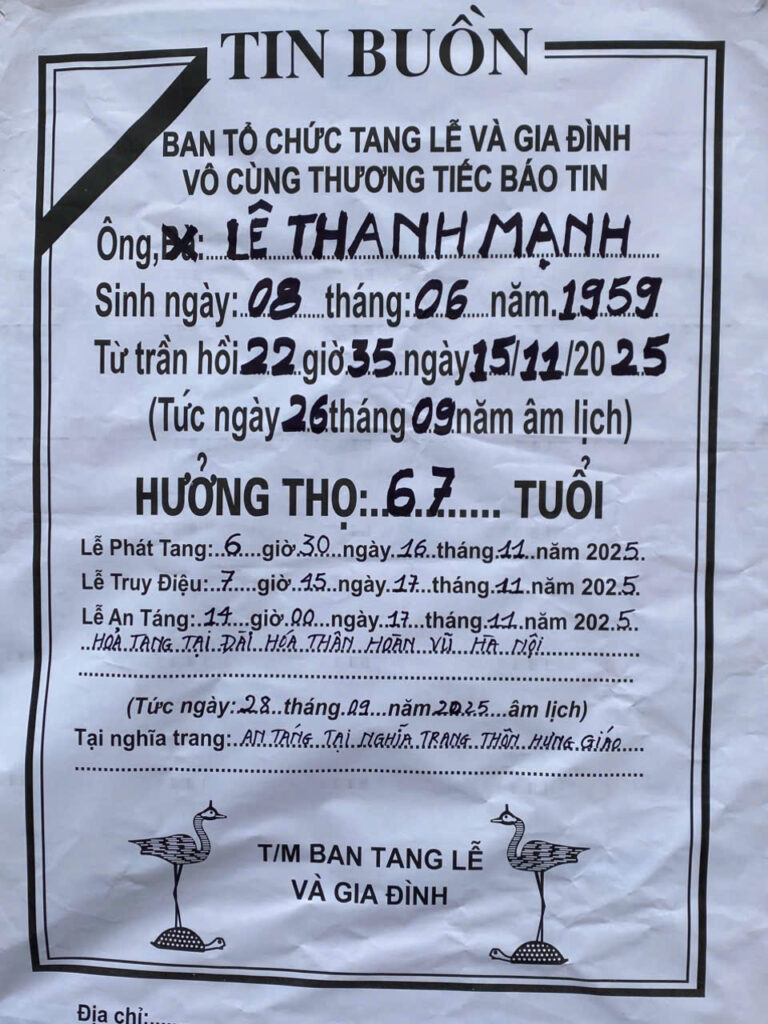 TIN BUỒN
BAN TỔ CHỨC TANG LỄ VÀ GIA ĐÌNH
VÔ CÙNG THƯƠNG TIẾC BÁO TIN
Ông, Bà: LÊ THANH MẠNH
Sinh ngày: 08 tháng: 06 năm. 1959
Từ trần hồi 22 giờ 35 ngày 15/11/20 25
(Tức ngày 26 tháng 09 năm âm lịch)
HƯỞNG THỌ: 67 TUỔI
Lễ Phát Tang: 6 giờ 30 ngày 16 tháng 11 năm 2025.
Lễ Truy Điệu: 7 giờ 15 ngày 17 tháng 11 năm 2025.
Lễ An Táng: 14 giờ 00 ngày 17 tháng 11 năm 2025.
HOẢ TANG TẠI ĐÀI HÓA THÂN HOÀN VŨ HÀ NỘI
(Tức ngày: 28 tháng 09 năm 2025 âm lịch)
Tại nghĩa trang: AN TÁNG TẠI NGHĨA TRANG THÔN HƯNG GIÁO
T/M BAN TANG LỄ
VÀ GIA ĐÌNH
Địa chỉ: